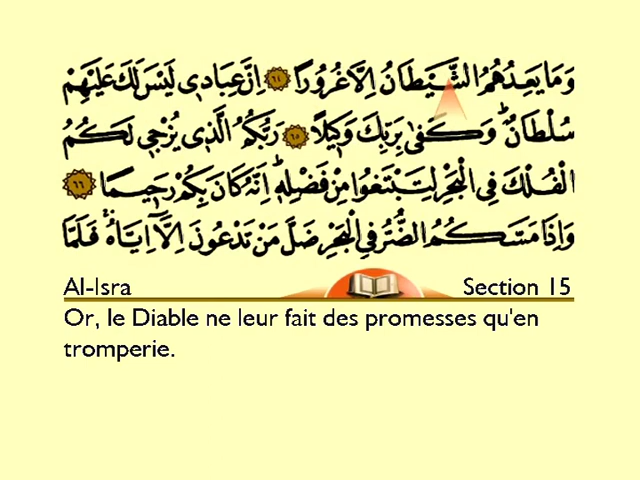 وَمَا يَعِدُهُمُ الشَّيْطَانُ اِلَّا غُرُورًا ٦٤ اِنَّ عِبَادٖى لَيْسَ لَكَ عَلَيْهِمْ
سُلْطَانٌ وَكَفٰى بِرَبِّكَ وَكٖيلًا ٦٥ رَبُّكُمُ الَّذٖى يُزْجٖى لَكُمُ
الْفُلْكَ فِى الْبَحْرِ لِتَبْتَغُوا مِنْ فَضْلِهٖ اِنَّهُ كَانَ بِكُمْ رَحٖيمًا ٦٦
وَاِذَا مَسَّكُمُ الضُّرُّ فِى الْبَحْرِ ضَلَّ مَنْ تَدْعُونَ اِلَّا اِيَّاهُ فَلَمَّا
Al-Isra Section 15
Or, le Diable ne leur fait des promesses qu'en
tromperie.